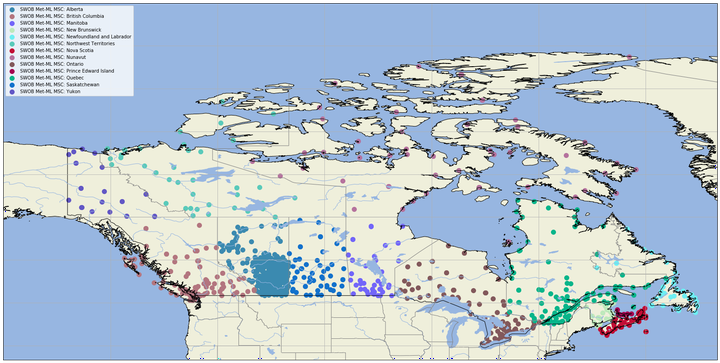 SWOB Met-ML MSC: Alberta
SWOB Met-ML MSC: British Columbia
SWOB Met-ML MSC: Manitoba
SWOB Met-ML MSC: New Brunswick
SWOB Met-ML MSC: Newfoundland and Labrador
SWOB Met-ML MSC: Northwest Territories
SWOB Met-ML MSC: Nova Scotia
SWOB Met-ML MSC: Nunavut
SWOB Met-ML MSC: Ontario
SWOB Met-ML MSC: Prince Edward Island
SWOB Met-ML MSC: Quebec
SWOB Met-ML MSC: Saskatchewan
SWOB Met-ML MSC: Yukon